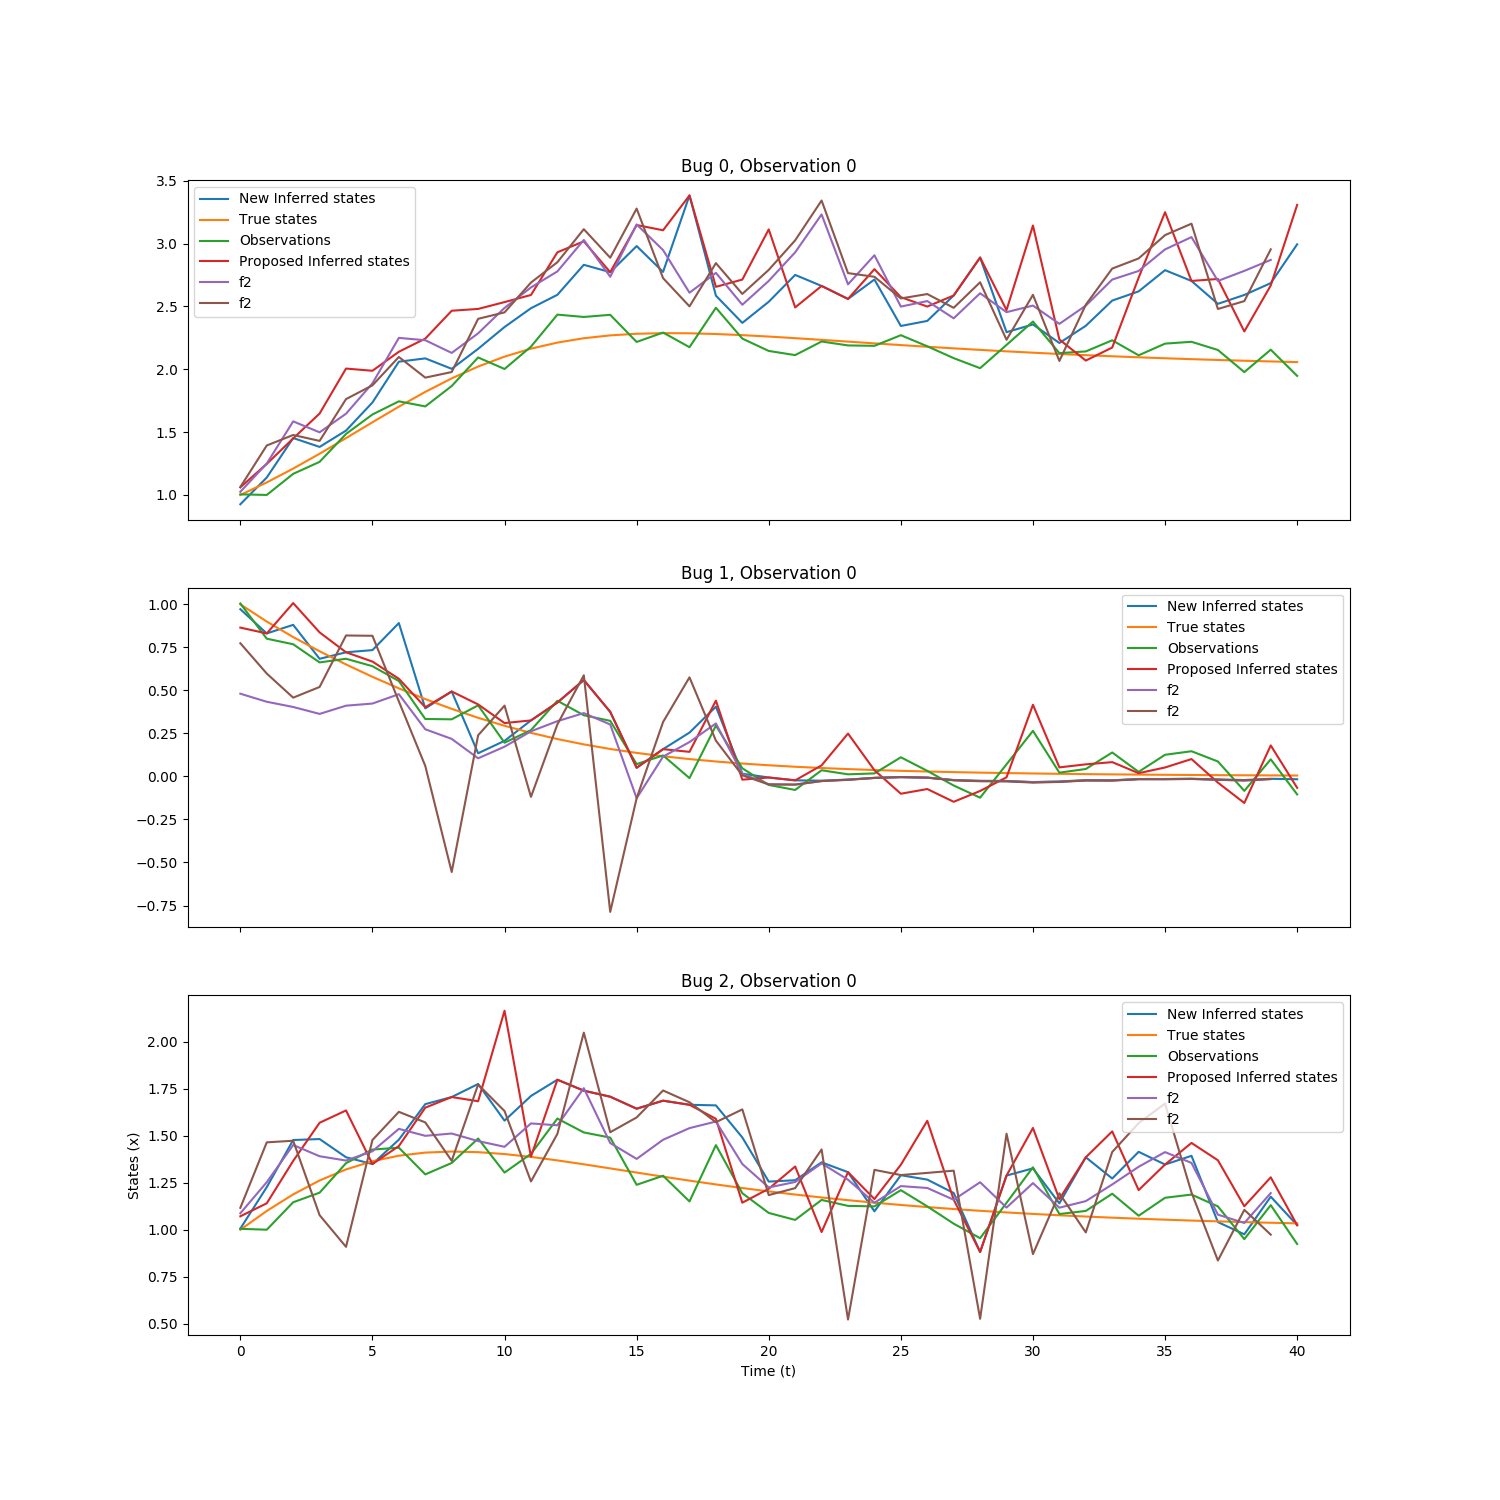 Bug 0, Observation 0
3.5
3.0
2.5
2.0
1.5
1.0
New Inferred states
True states
Observations
Proposed Inferred states
f2
f2
Bug 1, Observation 0
1.00
0.75
0.50
0.25
0.00
−0.25
−0.50
−0.75
New Inferred states
True states
Observations
Proposed Inferred states
f2
f2
Bug 2, Observation 0
States (x)
2.00
1.75
1.50
1.25
1.00
0.75
0.50
New Inferred states
True states
Observations
Proposed Inferred states
f2
f2
0 5 10 15 20 25 30 35 40
Time (t)